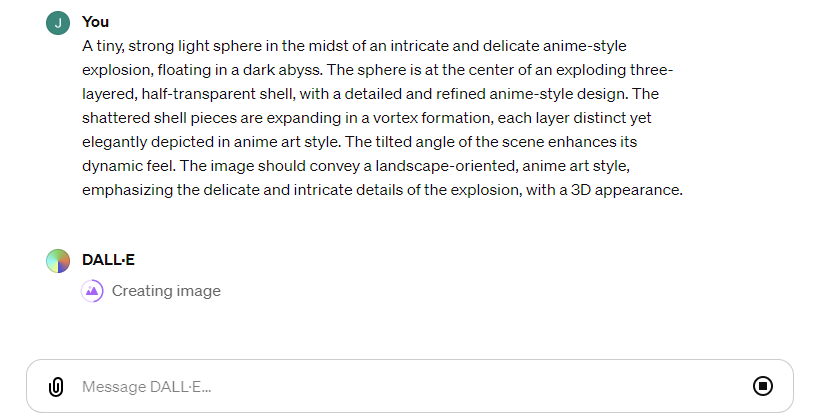 J
You
A tiny, strong light sphere in the midst of an intricate and delicate anime-style
explosion, floating in a dark abyss. The sphere is at the center of an exploding three-
layered, half-transparent shell, with a detailed and refined anime-style design. The
shattered shell pieces are expanding in a vortex formation, each layer distinct yet
elegantly depicted in anime art style. The tilted angle of the scene enhances its
dynamic feel. The image should convey a landscape-oriented, anime art style,
emphasizing the delicate and intricate details of the explosion, with a 3D appearance.
DALL·E
Creating image
Message DALL·E...